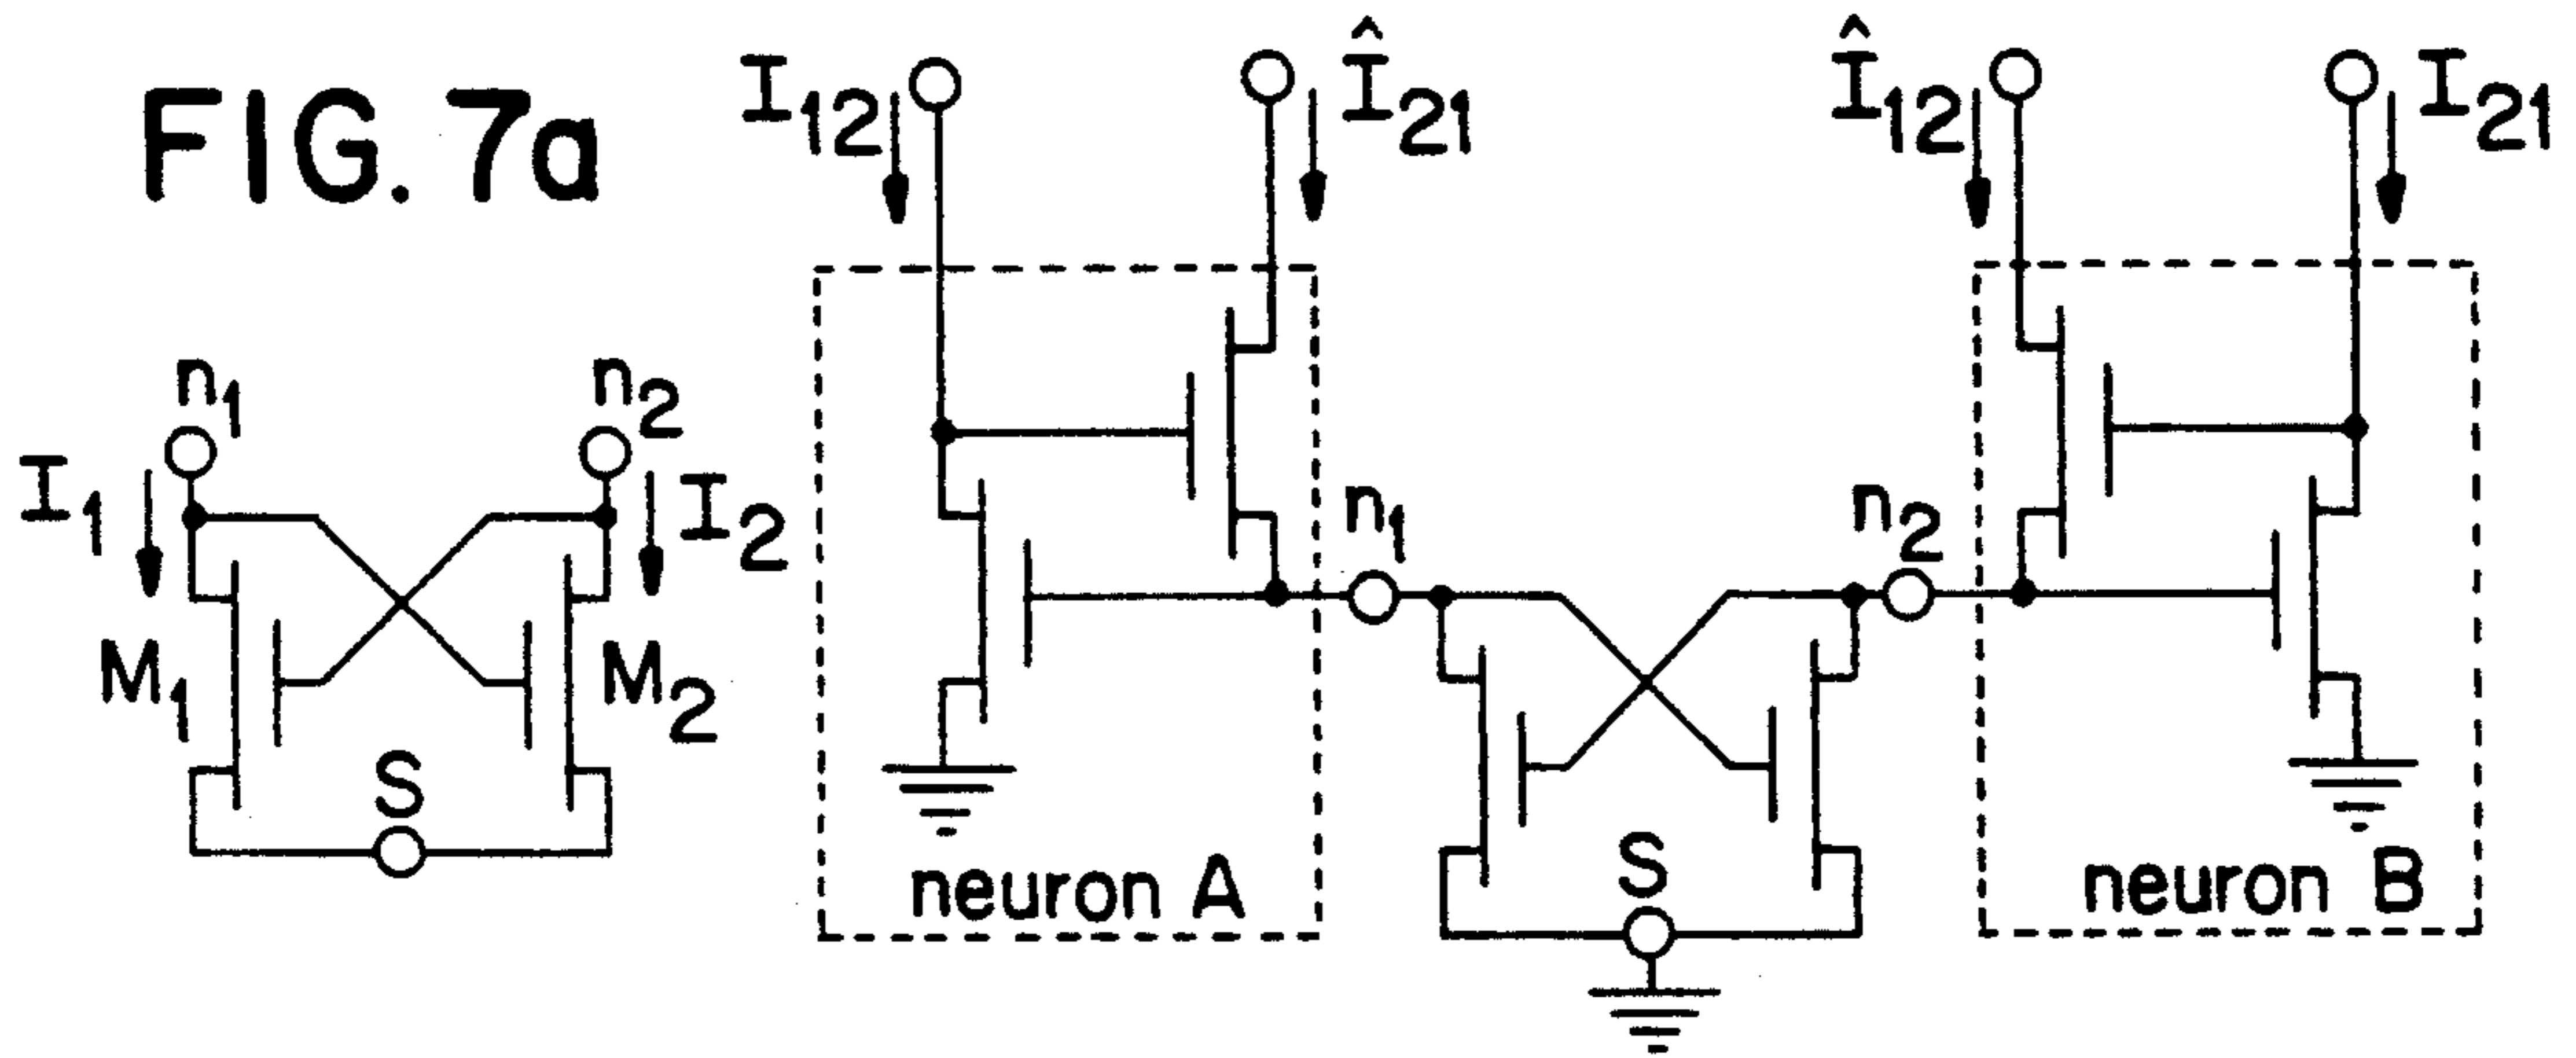 FIG. 7a
I₁₂
Î₂₁
Î₁₂
I₂₁
n₁
n₂
I₁
I₂
M₁
M₂
S
n₁
n₂
S
neuron A
neuron B